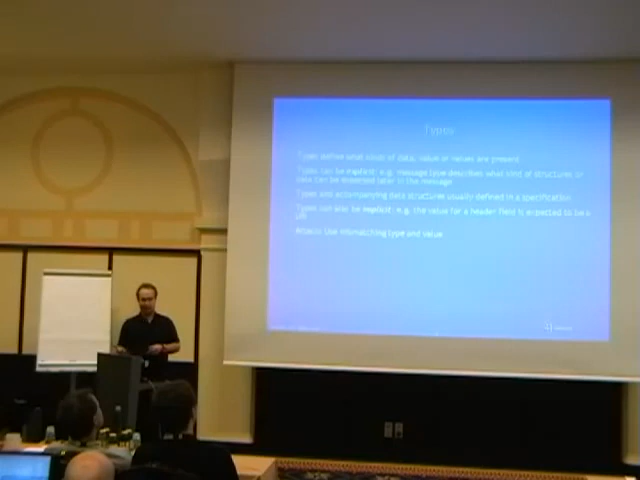 Types
Types define what kinds of data, value or values are present
Types can be explicit: e.g. message type describes what kind of structures or
data can be expected later in the message
Types and accompanying data structures usually defined in a specification
Types can also be implicit: e.g. the value for a header field is expected to be a
Attacks: Use mismatching type and value